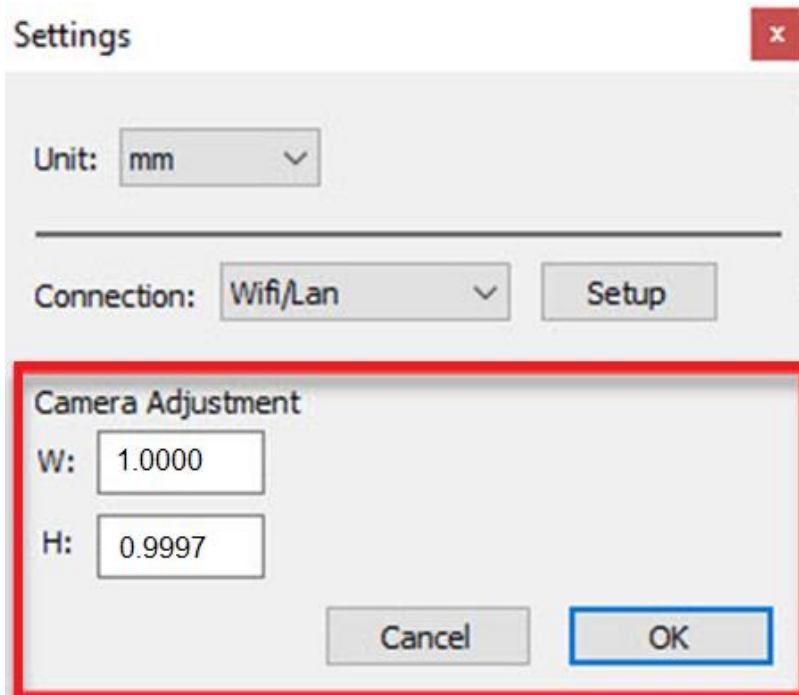 Settings
x
Unit: mm
Connection: Wifi/Lan Setup
Camera Adjustment
W: 1.0000
H: 0.9997
Cancel OK